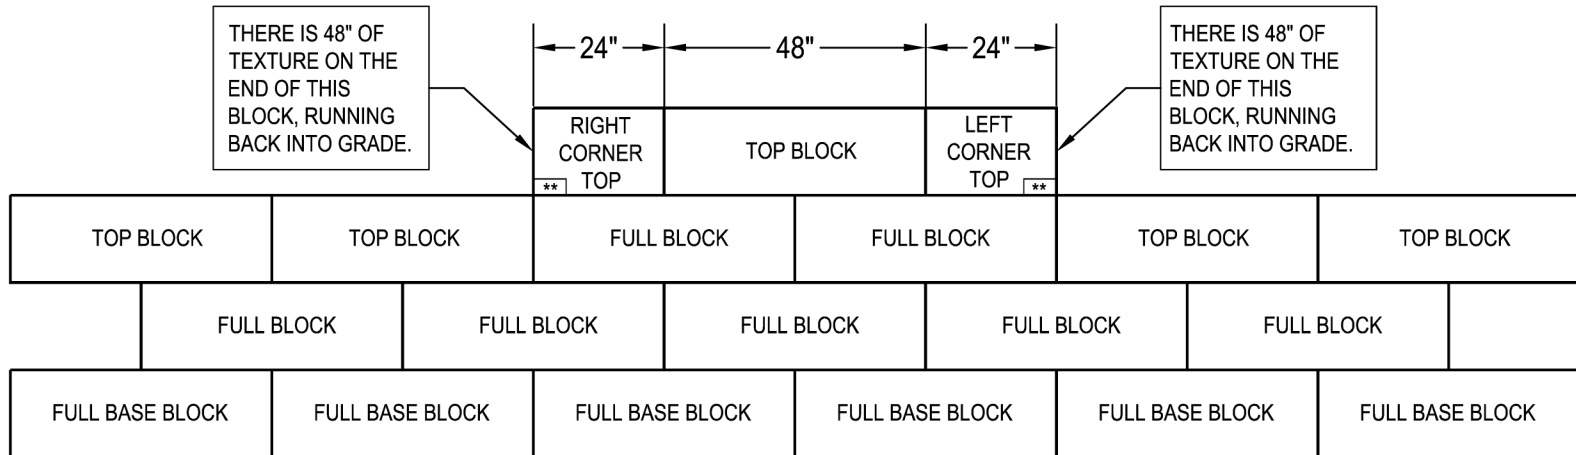 THERE IS 48" OF
TEXTURE ON THE
END OF THIS
BLOCK, RUNNING
BACK INTO GRADE.
24"
48"
24"
THERE IS 48" OF
TEXTURE ON THE
END OF THIS
BLOCK, RUNNING
BACK INTO GRADE.
RIGHT
CORNER
TOP
**
TOP BLOCK
LEFT
CORNER
TOP
**
TOP BLOCK
TOP BLOCK
FULL BLOCK
FULL BLOCK
TOP BLOCK
TOP BLOCK
FULL BLOCK
FULL BLOCK
FULL BLOCK
FULL BLOCK
FULL BLOCK
FULL BASE BLOCK
FULL BASE BLOCK
FULL BASE BLOCK
FULL BASE BLOCK
FULL BASE BLOCK
FULL BASE BLOCK